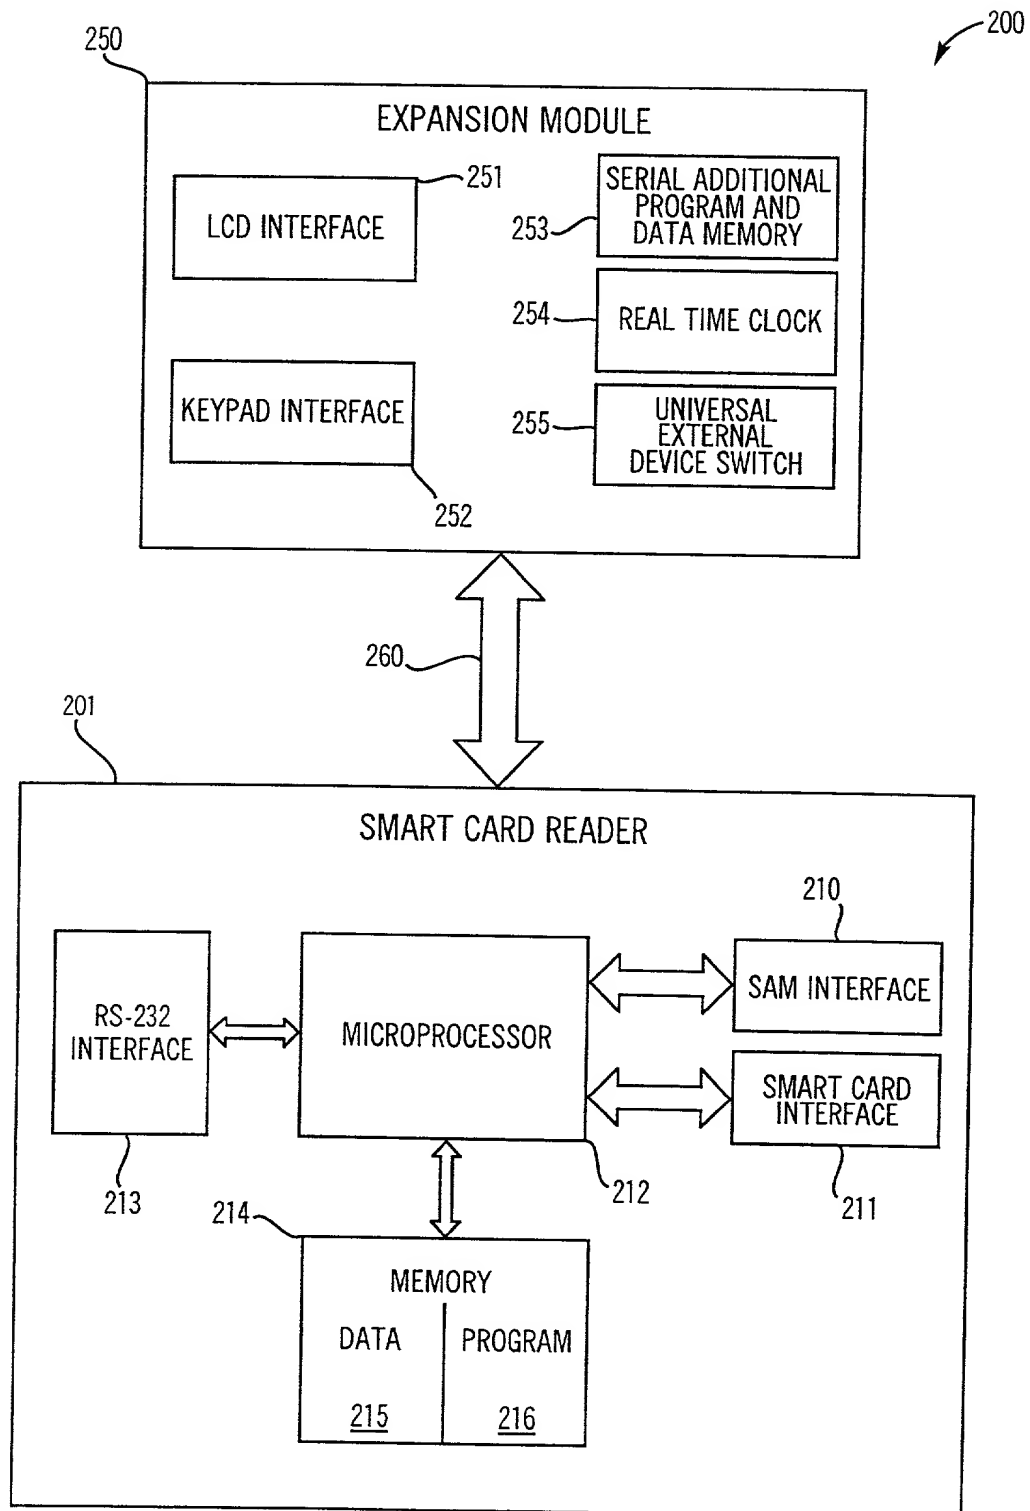 200
250
EXPANSION MODULE
251
LCD INTERFACE
253
SERIAL ADDITIONAL
PROGRAM AND
DATA MEMORY
254
REAL TIME CLOCK
KEYPAD INTERFACE
252
255
UNIVERSAL
EXTERNAL
DEVICE SWITCH
260
201
SMART CARD READER
210
RS-232
INTERFACE
213
MICROPROCESSOR
212
SAM INTERFACE
SMART CARD
INTERFACE
211
214
MEMORY
DATA
215
PROGRAM
216